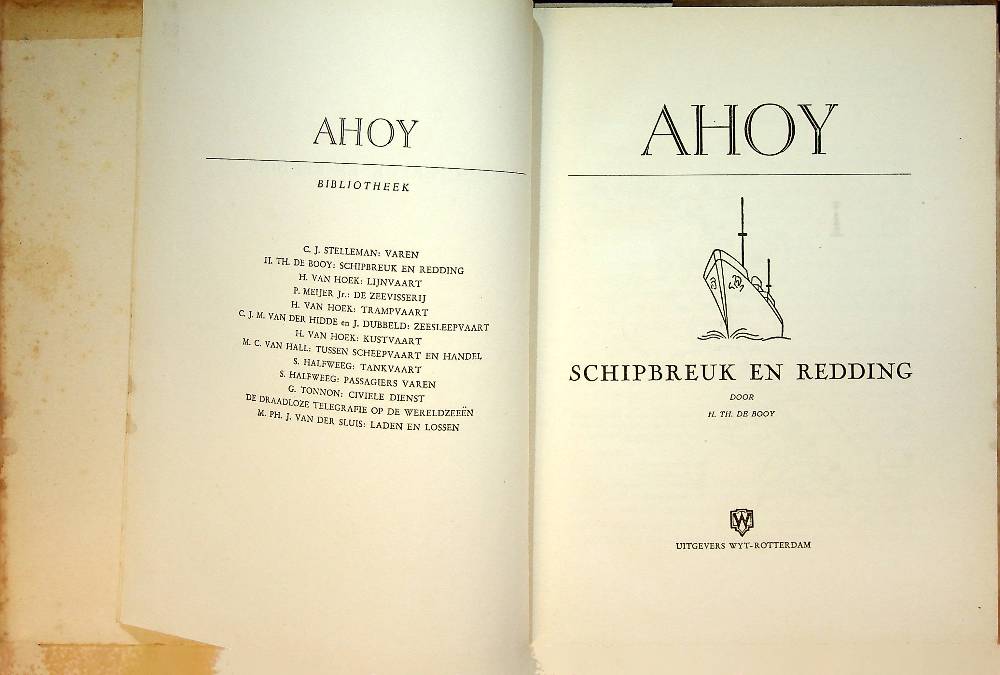 AHOY
BIBLIOTHEEK
C. J. STELLEMAN: VAREN
H. TH. DE BOOY: SCHIPBREUK EN REDDING
H. VAN HOEK: LIJNVAART
P. MEIJER Jr.: DE ZEEVISSERIJ
H. VAN HOEK: TRAMPVAART
C. J. M. VAN DER HIDDE en J. DUBBELD: ZEESLEEPVAART
H. VAN HOEK: KUSTVAART
M. C. VAN HALL: TUSSEN SCHEEPVAART EN HANDEL
S. HALFWEEG: TANKVAART
S. HALFWEEG: PASSAGIERS VAREN
G. TONNON: CIVIELE DIENST
DE DRAADLOZE TELEGRAFIE OP DE WERELDZEEËN
M. PH. J. VAN DER SLUIS: LADEN EN LOSSEN
AHOY
SCHIPBREUK EN REDDING
DOOR
H. TH. DE BOOY
W
UITGEVERS WYT-ROTTERDAM